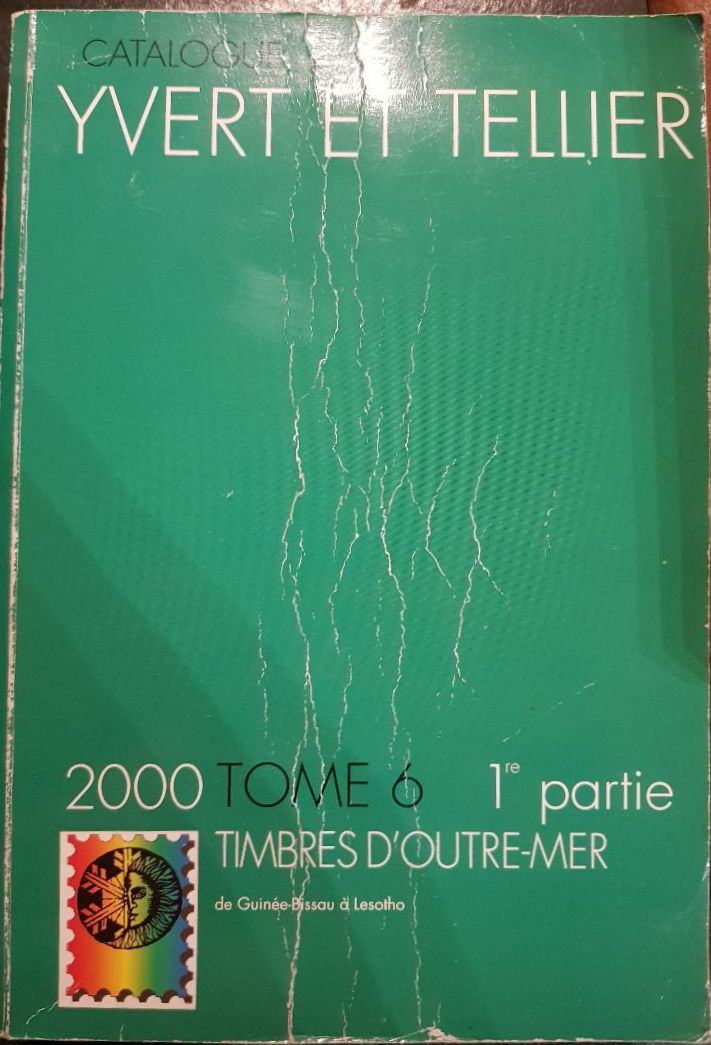 CATALOGUE
YVERT ET TELLIER
2000 TOME 6 1re partie
TIMBRES D'OUTRE-MER
de Guinée-Bissau à Lesotho